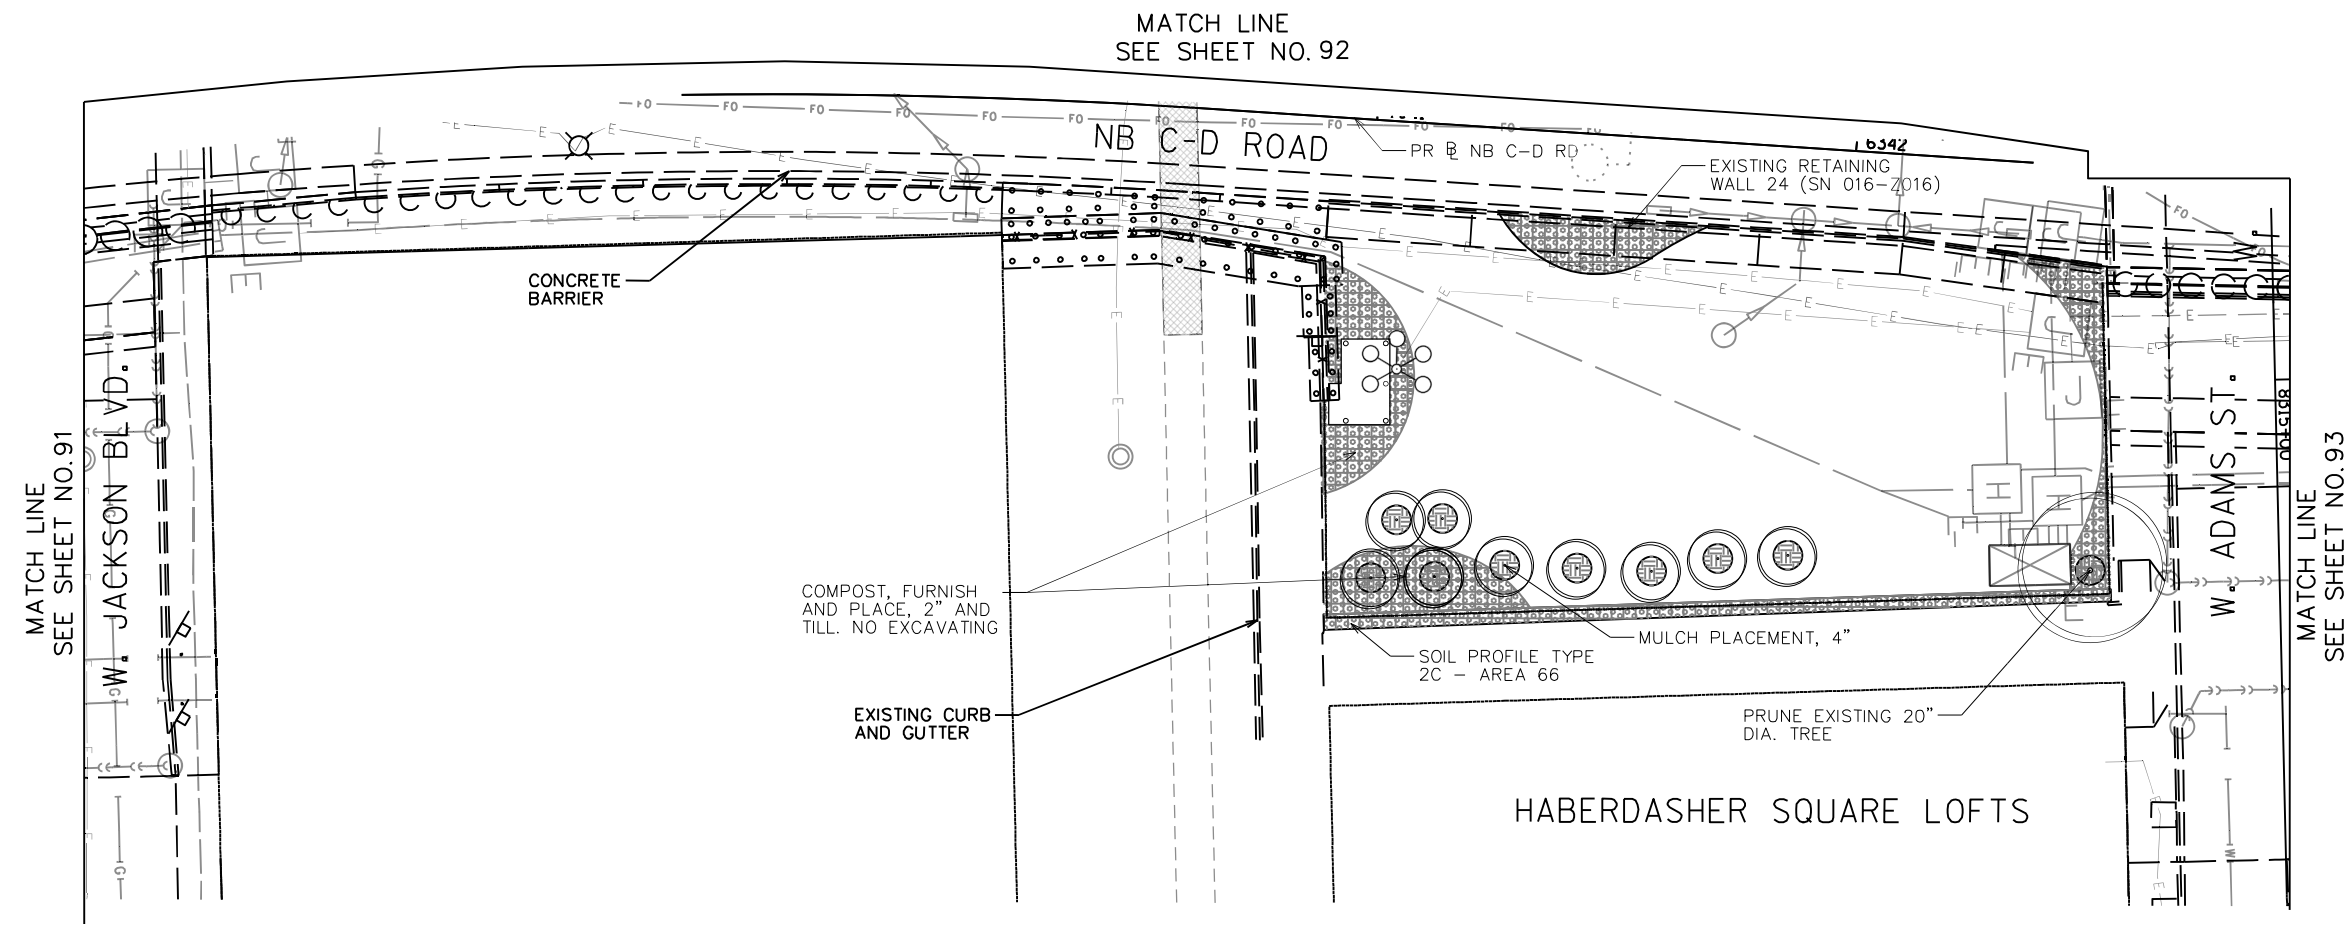 MATCH LINE
SEE SHEET NO. 92
NB C-D ROAD
PR B NB C-D RD
16342
EXISTING RETAINING
WALL 24 (SN 016-Z016)
CONCRETE
BARRIER
MATCH LINE
SEE SHEET NO. 91
W. JACKSON BLVD.
COMPOST, FURNISH
AND PLACE, 2" AND
TILL. NO EXCAVATING
EXISTING CURB
AND GUTTER
SOIL PROFILE TYPE
2C - AREA 66
MULCH PLACEMENT, 4"
PRUNE EXISTING 20"
DIA. TREE
HABERDASHER SQUARE LOFTS
W. ADAMS ST.
MATCH LINE
SEE SHEET NO. 93